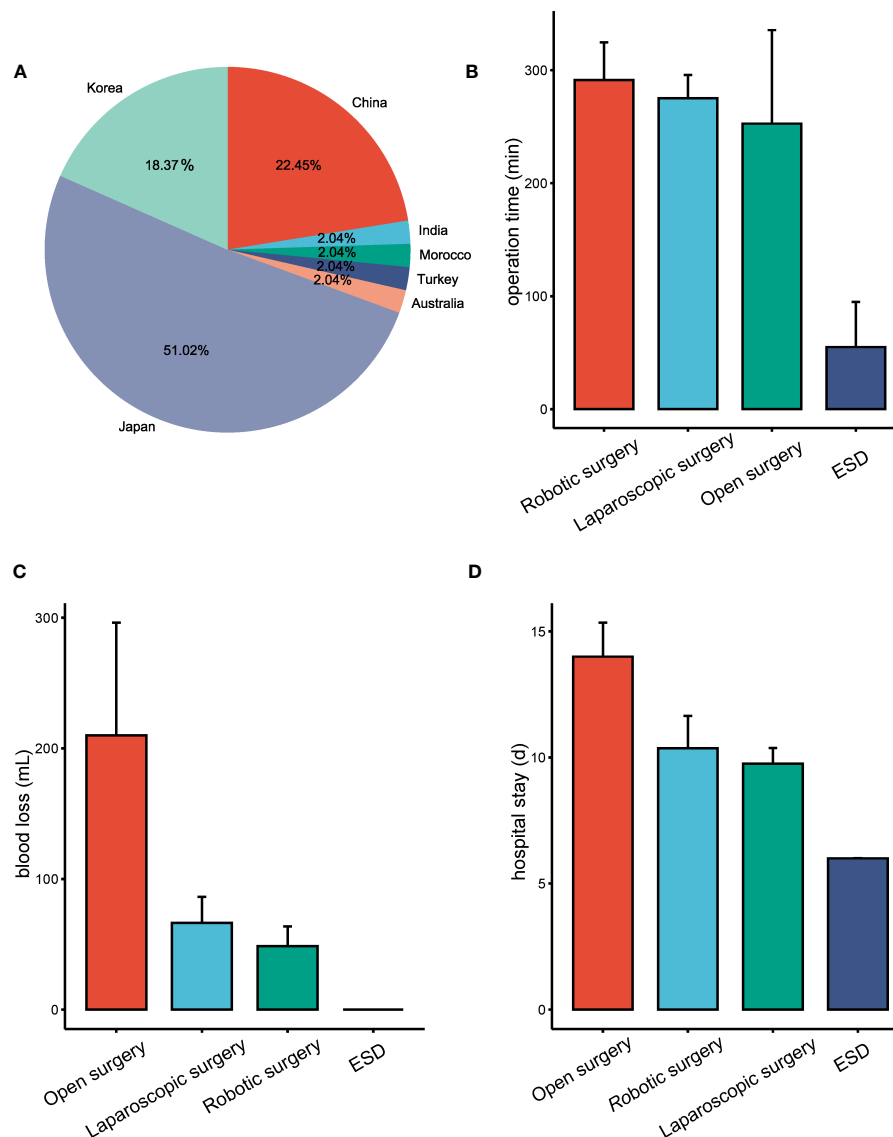 A
Korea
China
18.37 %
22.45%
India
2.04%
Morocco
2.04%
Turkey
2.04%
Australia
2.04%
51.02%
Japan
B
operation time (min)
300
200
100
0
Robotic surgery
Laparoscopic surgery
Open surgery
ESD
C
blood loss (mL)
300
200
100
0
Open surgery
Laparoscopic surgery
Robotic surgery
ESD
D
hospital stay (d)
15
10
5
0
Open surgery
Robotic surgery
Laparoscopic surgery
ESD